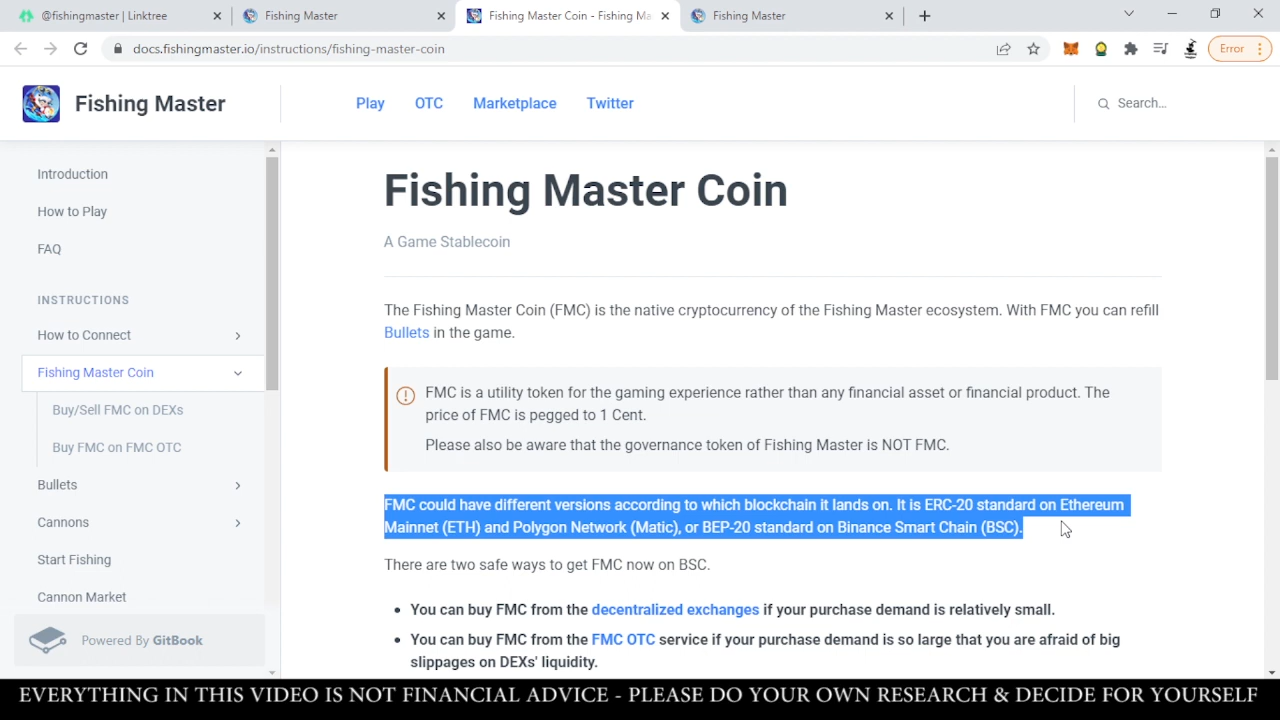 @fishingmaster | Linktree
Fishing Master
Fishing Master Coin - Fishing Ma
Fishing Master
docs.fishingmaster.io/instructions/fishing-master-coin
Error
Fishing Master
Play
OTC
Marketplace
Twitter
Search...
Introduction
How to Play
FAQ
INSTRUCTIONS
How to Connect
Fishing Master Coin
Buy/Sell FMC on DEXs
Buy FMC on FMC OTC
Bullets
Cannons
Start Fishing
Cannon Market
Powered By GitBook
Fishing Master Coin
A Game Stablecoin
The Fishing Master Coin (FMC) is the native cryptocurrency of the Fishing Master ecosystem. With FMC you can refill
Bullets in the game.
FMC is a utility token for the gaming experience rather than any financial asset or financial product. The
price of FMC is pegged to 1 Cent.
Please also be aware that the governance token of Fishing Master is NOT FMC.
FMC could have different versions according to which blockchain it lands on. It is ERC-20 standard on Ethereum
Mainnet (ETH) and Polygon Network (Matic), or BEP-20 standard on Binance Smart Chain (BSC).
There are two safe ways to get FMC now on BSC.
You can buy FMC from the decentralized exchanges if your purchase demand is relatively small.
You can buy FMC from the FMC OTC service if your purchase demand is so large that you are afraid of big
slippages on DEXs' liquidity.
EVERYTHING IN THIS VIDEO IS NOT FINANCIAL ADVICE - PLEASE DO YOUR OWN RESEARCH & DECIDE FOR YOURSELF